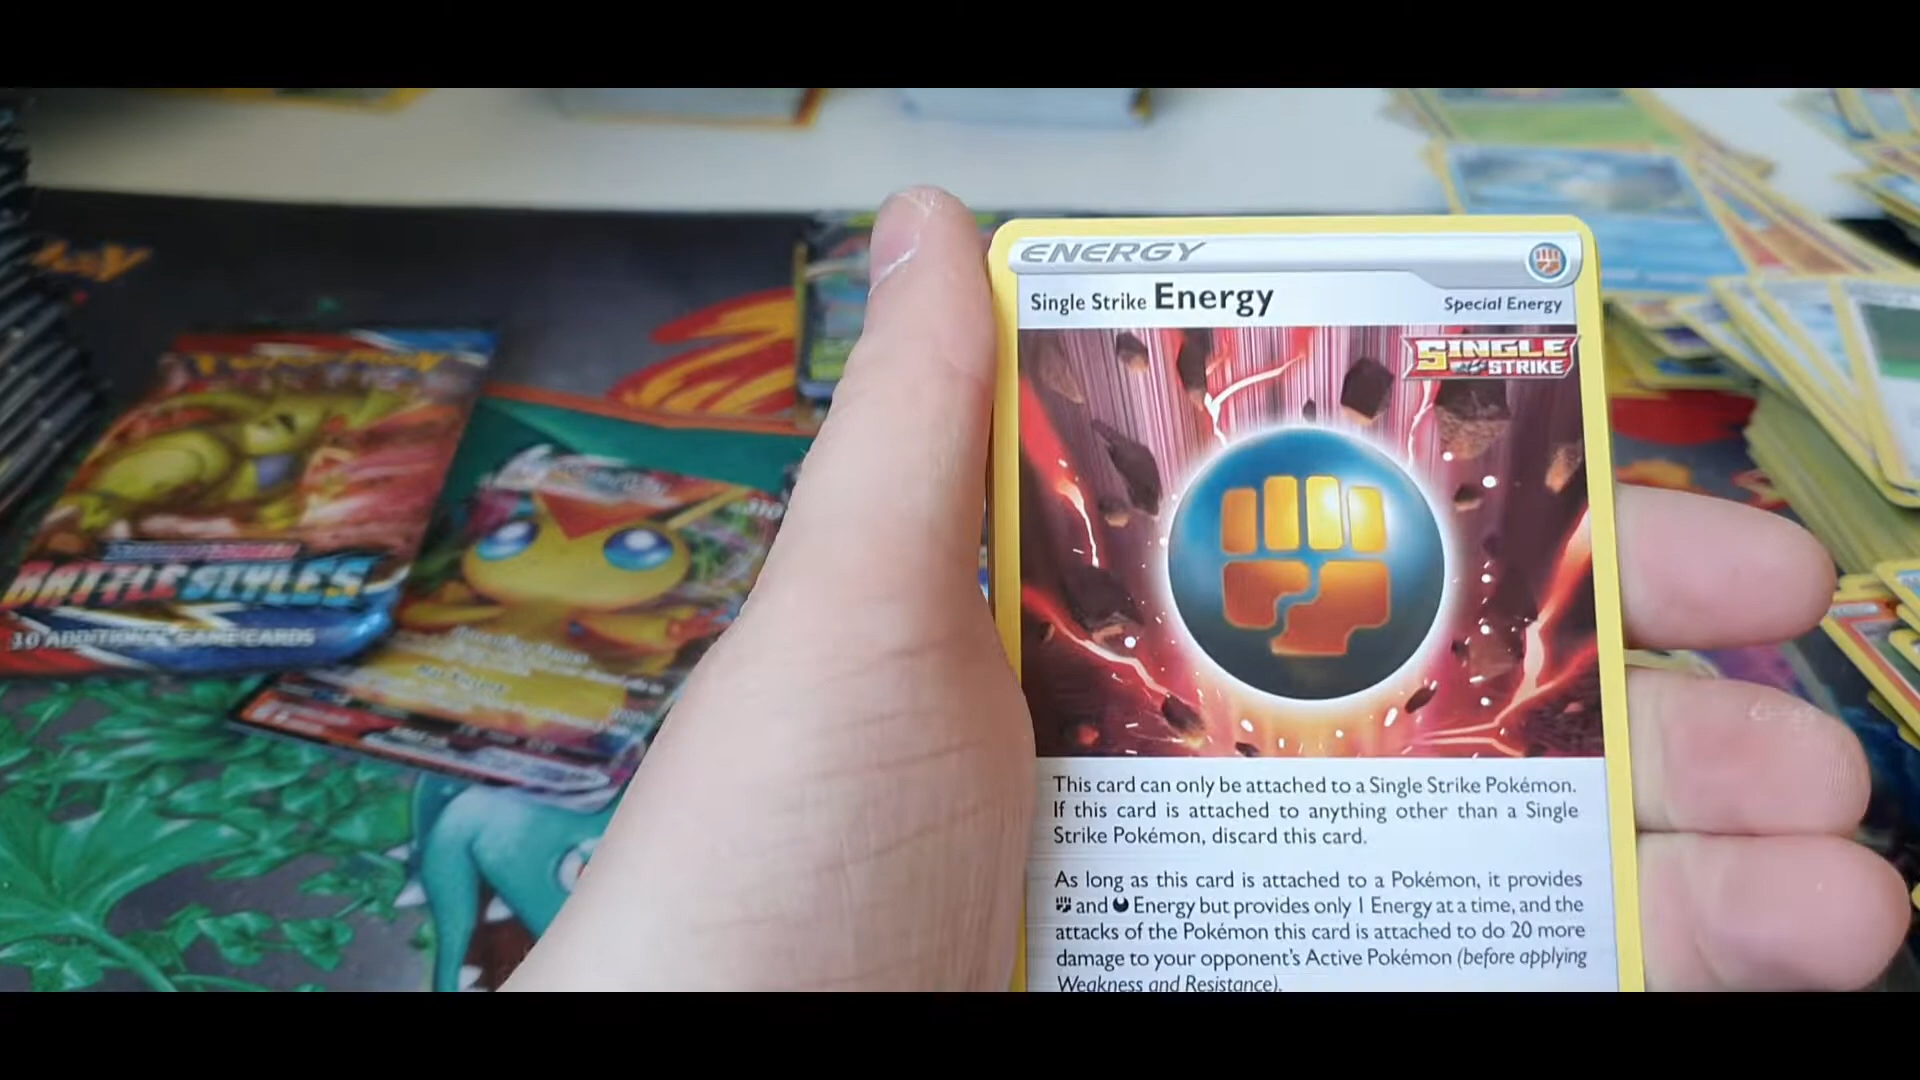 ENERGY
Single Strike Energy
Special Energy
SINGLE
STRIKE
This card can only be attached to a Single Strike Pokémon.
If this card is attached to anything other than a Single
Strike Pokémon, discard this card.
As long as this card is attached to a Pokémon, it provides
and Energy but provides only 1 Energy at a time, and the
attacks of the Pokémon this card is attached to do 20 more
damage to your opponent's Active Pokémon (before applying
Weakness and Resistance).
BATTLE STYLES
10 ADDITIONAL GAME CARDS
310